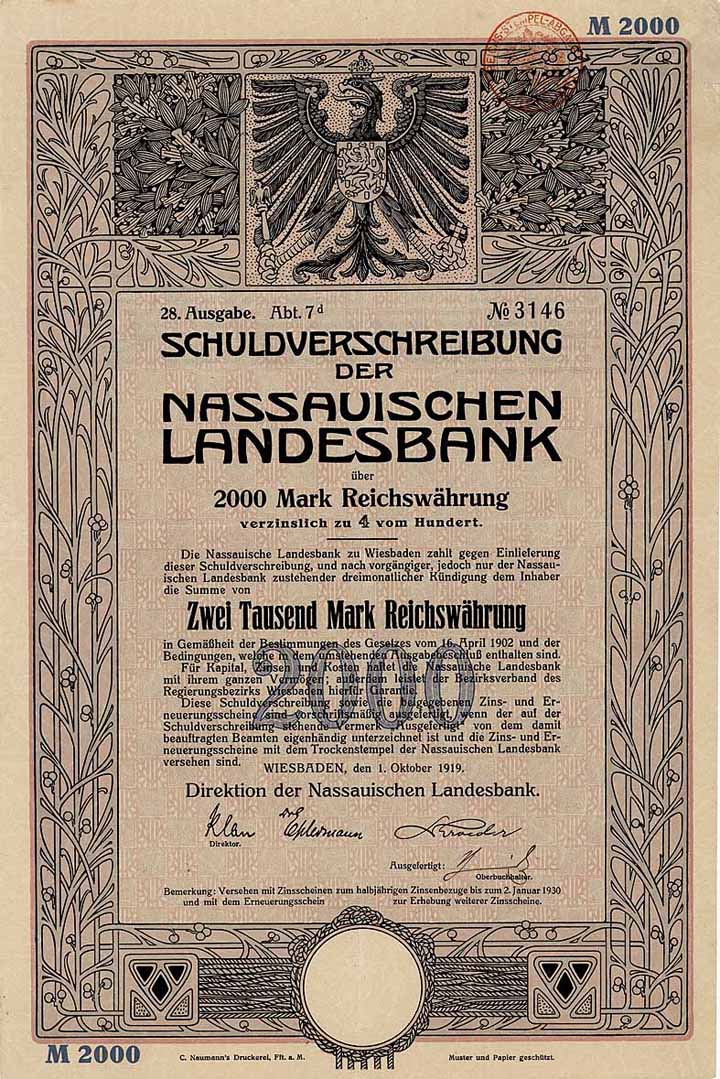 M 2000
28. Ausgabe. Abt. 7d
№ 3146
SCHULDVERSCHREIBUNG
DER
NASSAUISCHEN
LANDESBANK
über
2000 Mark Reichswährung
verzinslich zu 4 vom Hundert.
Die Nassauische Landesbank zu Wiesbaden zahlt gegen Einlieferung
dieser Schuldverschreibung, und nach vorgängiger, jedoch nur der Nassau-
ischen Landesbank zustehender dreimonatlicher Kündigung dem Inhaber
die Summe von
Zwei Tausend Mark Reichswährung
in Gemäßheit der Bestimmungen des Gesetzes vom 16. April 1902 und der
Bedingungen, welche in dem umstehenden Ausgabebeschluß enthalten sind.
Für Kapital, Zinsen und Kosten haftet die Nassauische Landesbank
mit ihrem ganzen Vermögen; außerdem leistet der Bezirksverband des
Regierungsbezirks Wiesbaden hierfür Garantie.
2000
Diese Schuldverschreibung sowie die beigegebenen Zins- und Er-
neuerungsscheine sind vorschriftsmäßig ausgefertigt, wenn der auf der
Schuldverschreibung stehende Vermerk „Ausgefertigt" von dem damit
beauftragten Beamten eigenhändig unterzeichnet ist und die Zins- und Er-
neuerungsscheine mit dem Trockenstempel der Nassauischen Landesbank
versehen sind.
WIESBADEN, den 1. Oktober 1919.
Direktion der Nassauischen Landesbank.
Klau
Direktor.
Ausgefertigt:
Oberbuchhalter.
Bemerkung: Versehen mit Zinsscheinen zum halbjährigen Zinsenbezuge bis zum 2. Januar 1930
und mit dem Erneuerungsschein zur Erhebung weiterer Zinsscheine.
M 2000
C. Naumann's Druckerei, Fft. a. M.
Muster und Papier geschützt.